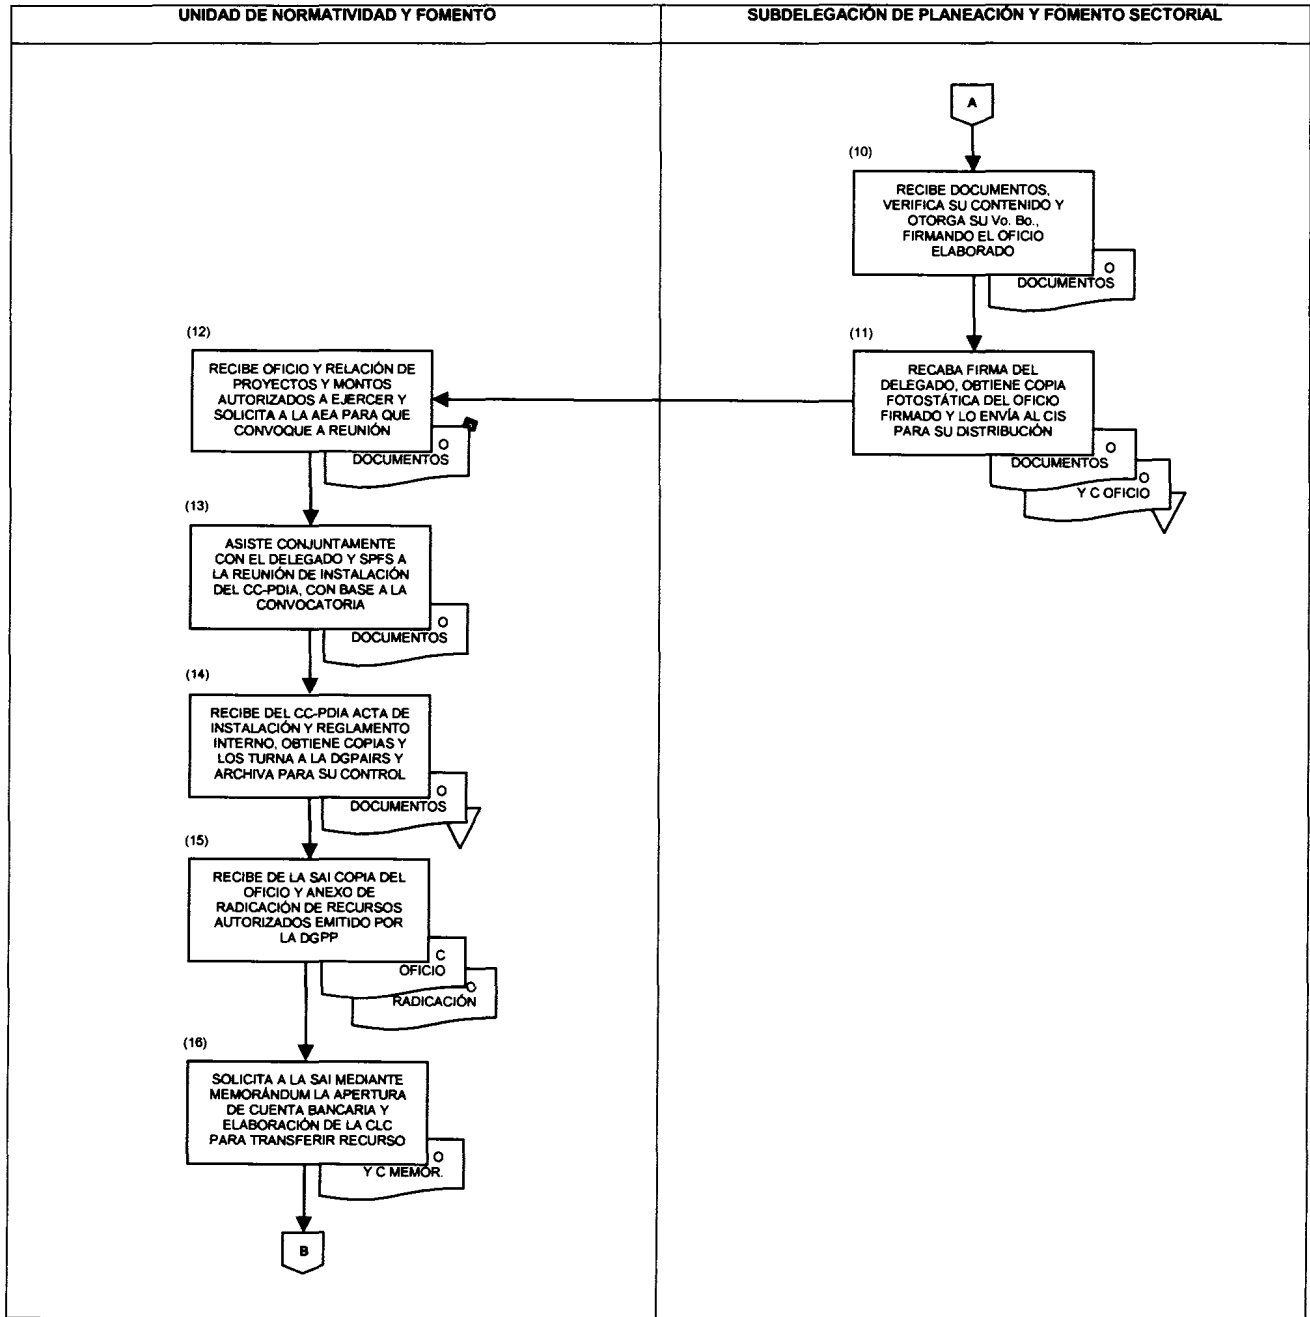 UNIDAD DE NORMATIVIDAD Y FOMENTO
SUBDELEGACIÓN DE PLANEACIÓN Y FOMENTO SECTORIAL
A
(10)
RECIBE DOCUMENTOS,
VERIFICA SU CONTENIDO Y
OTORGA SU Vo. Bo.,
FIRMANDO EL OFICIO
ELABORADO
O
DOCUMENTOS
(11)
RECABA FIRMA DEL
DELEGADO, OBTIENE COPIA
FOTOSTÁTICA DEL OFICIO
FIRMADO Y LO ENVÍA AL CIS
PARA SU DISTRIBUCIÓN
O
DOCUMENTOS
O
Y C OFICIO
(12)
RECIBE OFICIO Y RELACIÓN DE
PROYECTOS Y MONTOS
AUTORIZADOS A EJERCER Y
SOLICITA A LA AEA PARA QUE
CONVOQUE A REUNIÓN
O
DOCUMENTOS
(13)
ASISTE CONJUNTAMENTE
CON EL DELEGADO Y SPFS A
LA REUNIÓN DE INSTALACIÓN
DEL CC-PDIA, CON BASE A LA
CONVOCATORIA
O
DOCUMENTOS
(14)
RECIBE DEL CC-PDIA ACTA DE
INSTALACIÓN Y REGLAMENTO
INTERNO, OBTIENE COPIAS Y
LOS TURNA A LA DGPAIRS Y
ARCHIVA PARA SU CONTROL
O
DOCUMENTOS
(15)
RECIBE DE LA SAI COPIA DEL
OFICIO Y ANEXO DE
RADICACIÓN DE RECURSOS
AUTORIZADOS EMITIDO POR
LA DGPP
C
OFICIO
O
RADICACIÓN
(16)
SOLICITA A LA SAI MEDIANTE
MEMORÁNDUM LA APERTURA
DE CUENTA BANCARIA Y
ELABORACIÓN DE LA CLC
PARA TRANSFERIR RECURSO
O
Y C MEMOR.
B